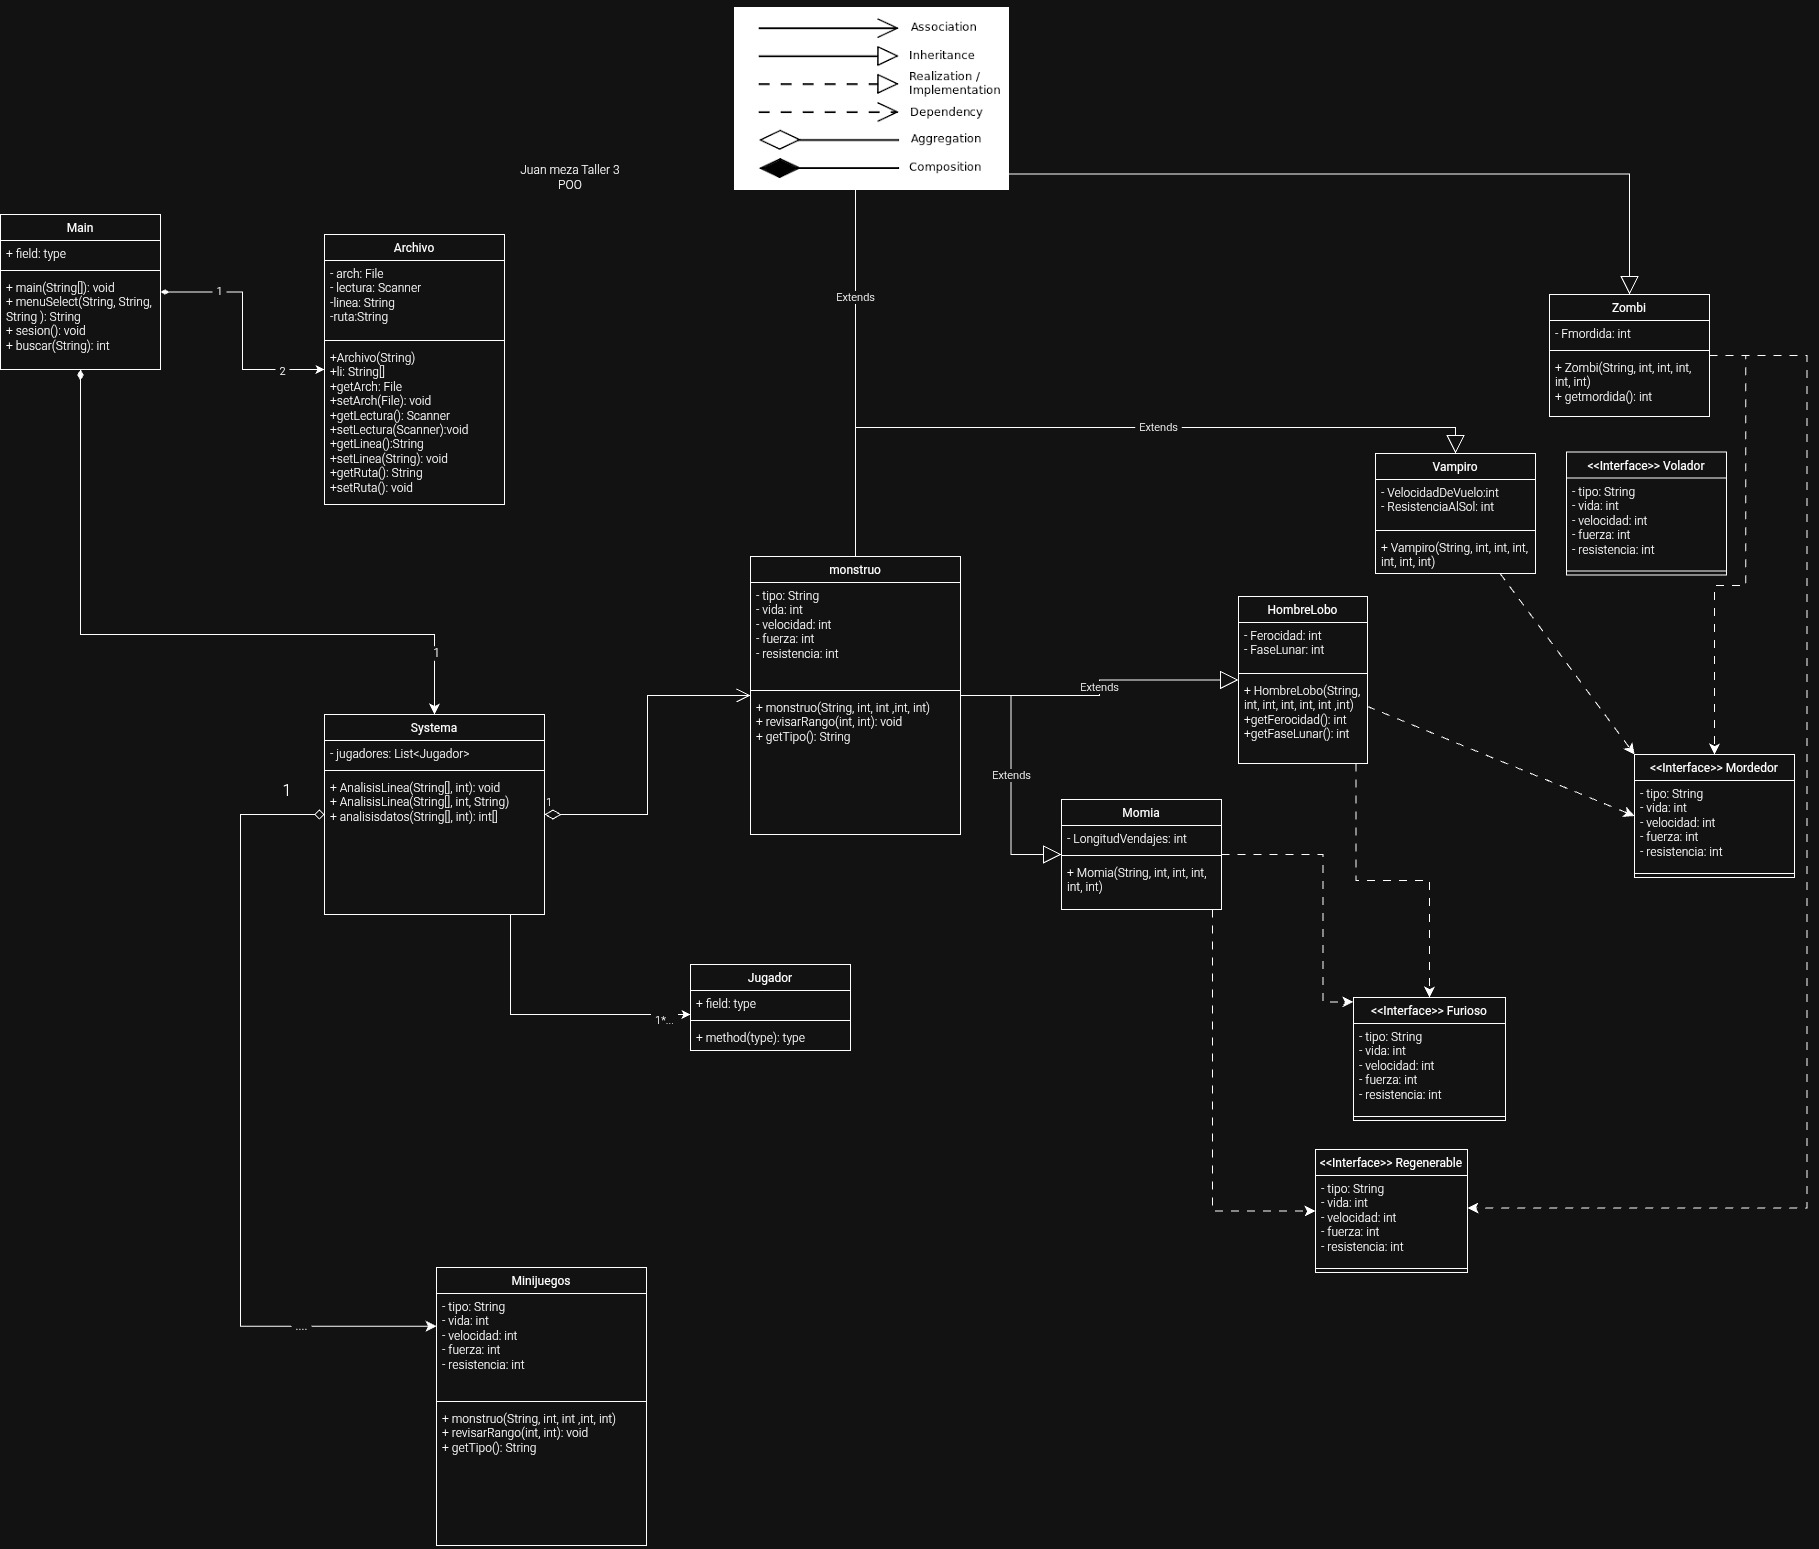 Association
Inheritance
Realization /
Implementation
Dependency
Aggregation
Composition
Juan meza Taller 3
POO
Main
+ field: type
+ main(String[]): void
+ menuSelect(String, String,
String ): String
+ sesion(): void
+ buscar(String): int
1
2
Archivo
- arch: File
- lectura: Scanner
-linea: String
-ruta:String
+Archivo(String)
+li: String[]
+getArch: File
+setArch(File): void
+getLectura(): Scanner
+setLectura(Scanner):void
+getLinea():String
+setLinea(String): void
+getRuta(): String
+setRuta(): void
Extends
Zombi
- Fmordida: int
+ Zombi(String, int, int, int,
int, int)
+ getmordida(): int
Extends
Vampiro
- VelocidadDeVuelo:int
- ResistenciaAlSol: int
+ Vampiro(String, int, int, int,
int, int, int)
<<Interface>> Volador
- tipo: String
- vida: int
- velocidad: int
- fuerza: int
- resistencia: int
monstruo
- tipo: String
- vida: int
- velocidad: int
- fuerza: int
- resistencia: int
+ monstruo(String, int, int ,int, int)
+ revisarRango(int, int): void
+ getTipo(): String
HombreLobo
- Ferocidad: int
- FaseLunar: int
+ HombreLobo(String,
int, int, int, int, int ,int)
+getFerocidad(): int
+getFaseLunar(): int
Extends
Extends
1
Systema
- jugadores: List<Jugador>
+ AnalisisLinea(String[], int): void
+ AnalisisLinea(String[], int, String)
+ analisisdatos(String[], int): int[]
1
1
Momia
- LongitudVendajes: int
+ Momia(String, int, int, int,
int, int)
<<Interface>> Mordedor
- tipo: String
- vida: int
- velocidad: int
- fuerza: int
- resistencia: int
Jugador
+ field: type
+ method(type): type
1*...
<<Interface>> Furioso
- tipo: String
- vida: int
- velocidad: int
- fuerza: int
- resistencia: int
<<Interface>> Regenerable
- tipo: String
- vida: int
- velocidad: int
- fuerza: int
- resistencia: int
....
Minijuegos
- tipo: String
- vida: int
- velocidad: int
- fuerza: int
- resistencia: int
+ monstruo(String, int, int ,int, int)
+ revisarRango(int, int): void
+ getTipo(): String